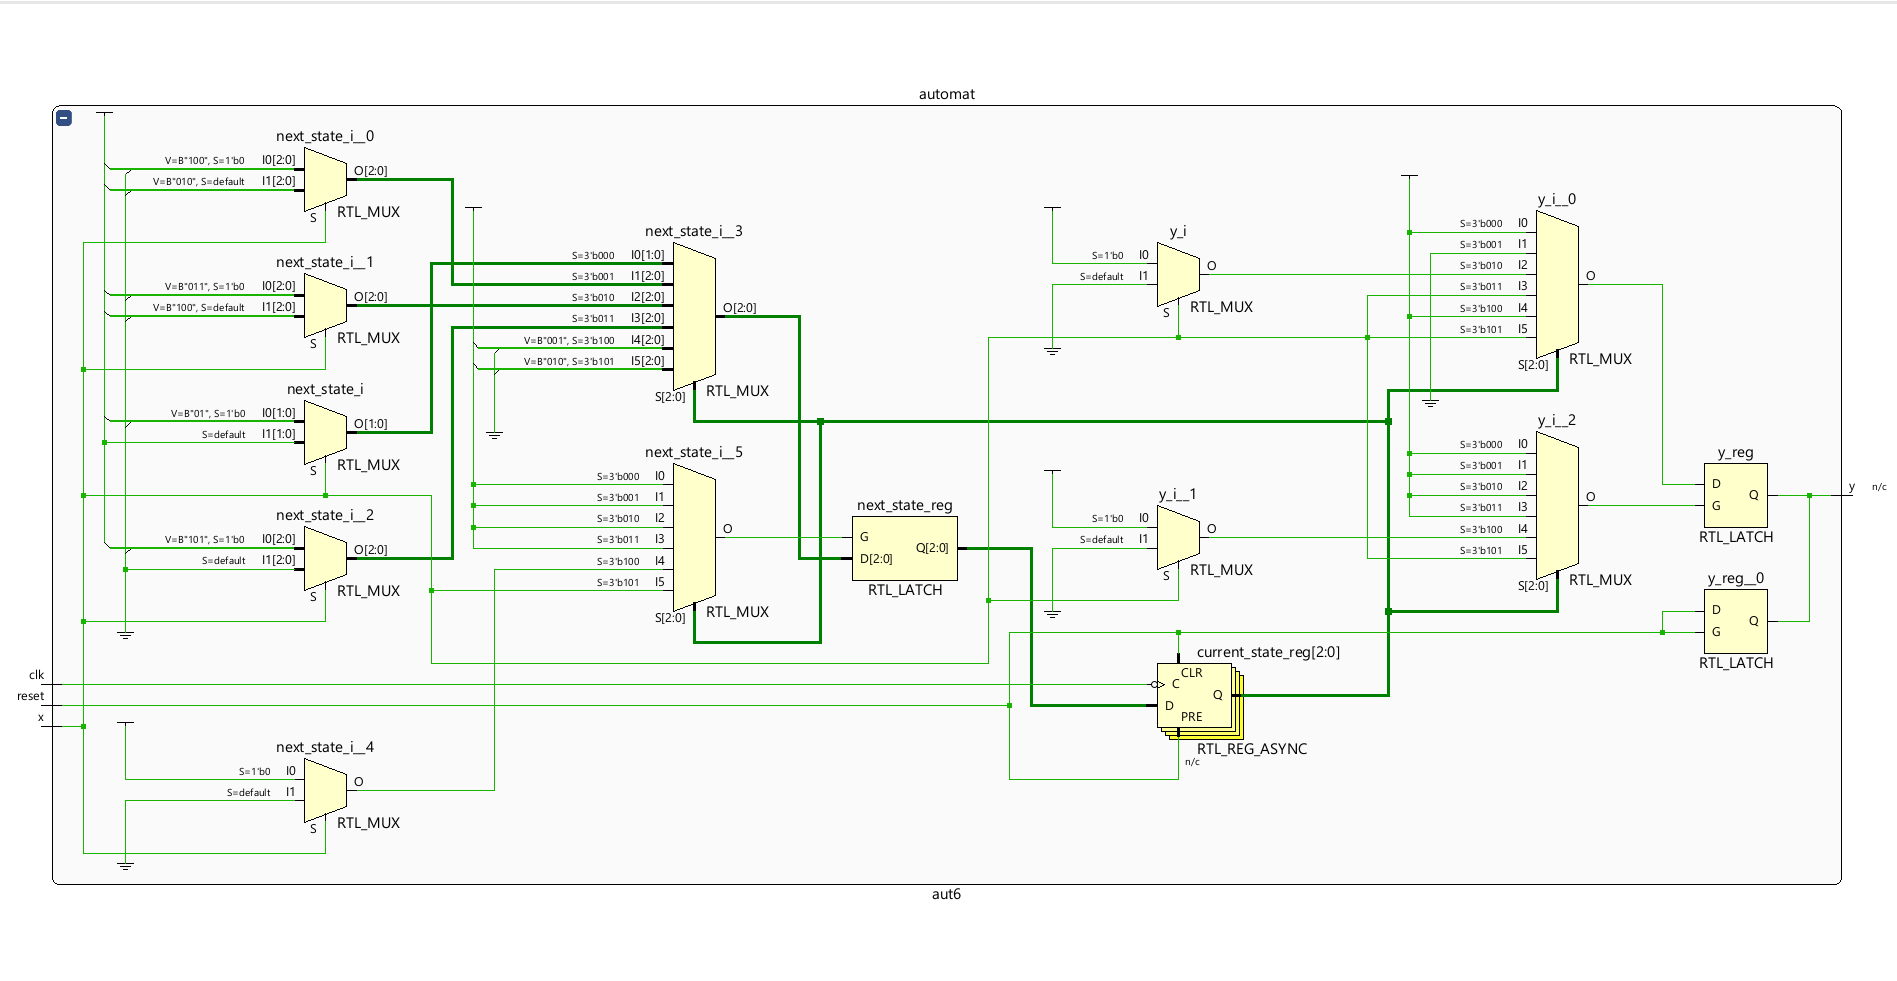 automat
next_state_i__0
V=B"100", S=1'b0 I0[2:0]
V=B"010", S=default I1[2:0]
O[2:0]
S
RTL_MUX
next_state_i__1
V=B"011", S=1'b0 I0[2:0]
V=B"100", S=default I1[2:0]
O[2:0]
S
RTL_MUX
next_state_i
V=B"01", S=1'b0 I0[1:0]
S=default I1[1:0]
O[1:0]
S
RTL_MUX
next_state_i__2
V=B"101", S=1'b0 I0[2:0]
S=default I1[2:0]
O[2:0]
S
RTL_MUX
clk
reset
x
next_state_i__4
S=1'b0 I0
S=default I1
O
S
RTL_MUX
next_state_i__3
S=3'b000 I0[1:0]
S=3'b001 I1[2:0]
S=3'b010 I2[2:0]
S=3'b011 I3[2:0]
V=B"001", S=3'b100 I4[2:0]
V=B"010", S=3'b101 I5[2:0]
O[2:0]
S[2:0]
RTL_MUX
next_state_i__5
S=3'b000 I0
S=3'b001 I1
S=3'b010 I2
S=3'b011 I3
S=3'b100 I4
S=3'b101 I5
O
S[2:0]
RTL_MUX
next_state_reg
G
D[2:0]
Q[2:0]
RTL_LATCH
y_i
S=1'b0 I0
S=default I1
O
S
RTL_MUX
y_i__1
S=1'b0 I0
S=default I1
O
S
RTL_MUX
current_state_reg[2:0]
CLR
C
Q
D
PRE
RTL_REG_ASYNC
n/c
y_i__0
S=3'b000 I0
S=3'b001 I1
S=3'b010 I2
S=3'b011 I3
S=3'b100 I4
S=3'b101 I5
O
S[2:0]
RTL_MUX
y_i__2
S=3'b000 I0
S=3'b001 I1
S=3'b010 I2
S=3'b011 I3
S=3'b100 I4
S=3'b101 I5
O
S[2:0]
RTL_MUX
y_reg
D
G
Q
RTL_LATCH
y n/c
y_reg__0
D
G
Q
RTL_LATCH
aut6